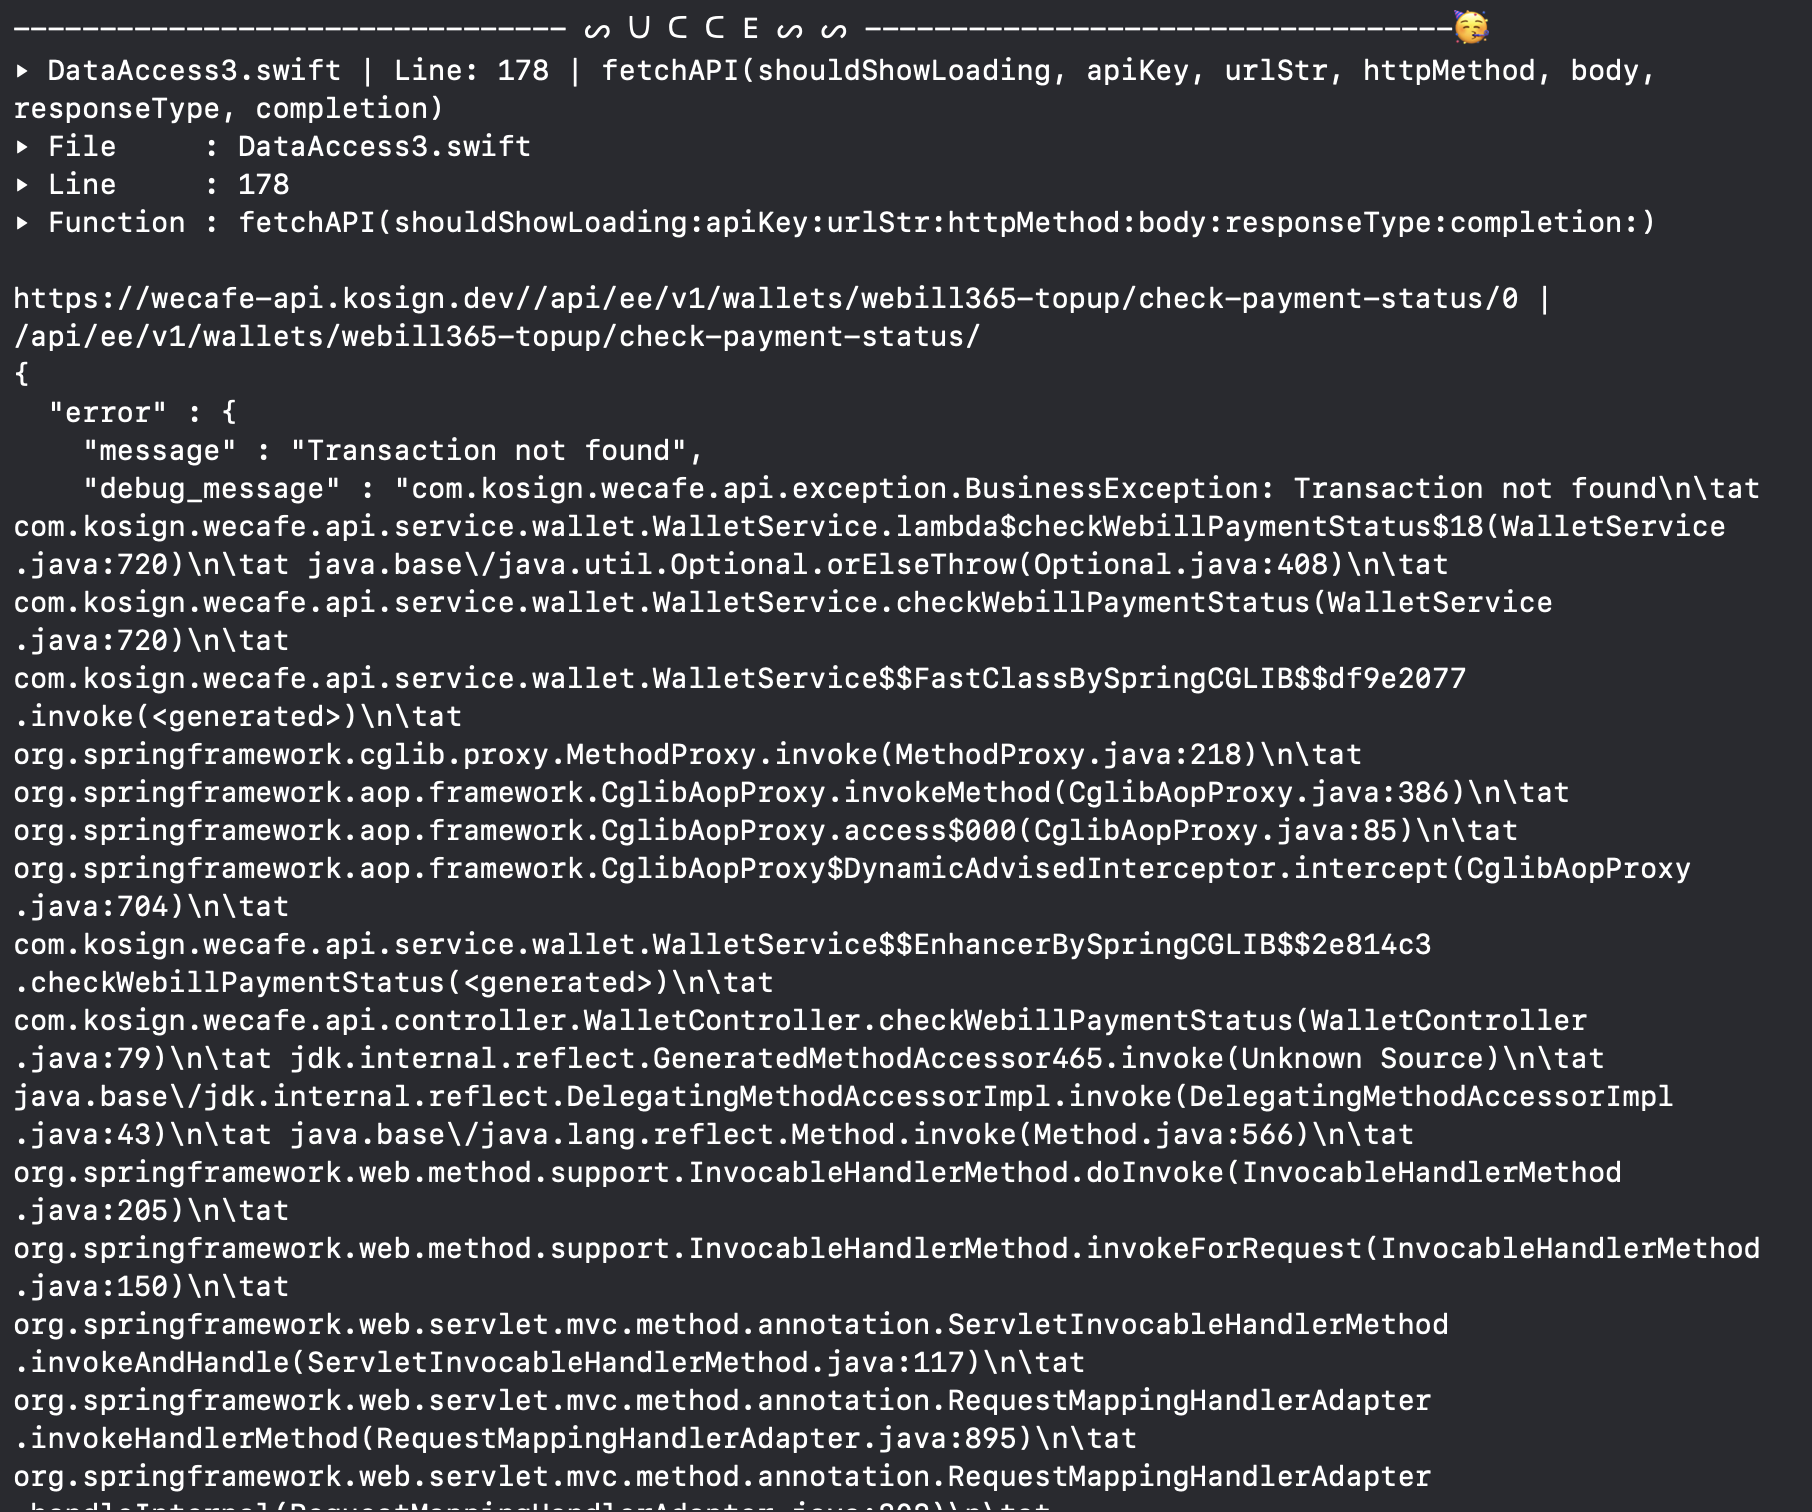 -------------------------------- ᔕ ᑌ ᑕ ᑕ E ᔕ ᔕ ----------------------------------🥳
▸ DataAccess3.swift | Line: 178 | fetchAPI(shouldShowLoading, apiKey, urlStr, httpMethod, body,
responseType, completion)
▸ File     : DataAccess3.swift
▸ Line     : 178
▸ Function : fetchAPI(shouldShowLoading:apiKey:urlStr:httpMethod:body:responseType:completion:)
https://wecafe-api.kosign.dev//api/ee/v1/wallets/webill365-topup/check-payment-status/0 |
/api/ee/v1/wallets/webill365-topup/check-payment-status/
{
  "error" : {
    "message" : "Transaction not found",
    "debug_message" : "com.kosign.wecafe.api.exception.BusinessException: Transaction not found\n\tat
com.kosign.wecafe.api.service.wallet.WalletService.lambda$checkWebillPaymentStatus$18(WalletService
.java:720)\n\tat java.base\/java.util.Optional.orElseThrow(Optional.java:408)\n\tat
com.kosign.wecafe.api.service.wallet.WalletService.checkWebillPaymentStatus(WalletService
.java:720)\n\tat
com.kosign.wecafe.api.service.wallet.WalletService$$FastClassBySpringCGLIB$$df9e2077
.invoke(<generated>)\n\tat
org.springframework.cglib.proxy.MethodProxy.invoke(MethodProxy.java:218)\n\tat
org.springframework.aop.framework.CglibAopProxy.invokeMethod(CglibAopProxy.java:386)\n\tat
org.springframework.aop.framework.CglibAopProxy.access$000(CglibAopProxy.java:85)\n\tat
org.springframework.aop.framework.CglibAopProxy$DynamicAdvisedInterceptor.intercept(CglibAopProxy
.java:704)\n\tat
com.kosign.wecafe.api.service.wallet.WalletService$$EnhancerBySpringCGLIB$$2e814c3
.checkWebillPaymentStatus(<generated>)\n\tat
com.kosign.wecafe.api.controller.WalletController.checkWebillPaymentStatus(WalletController
.java:79)\n\tat jdk.internal.reflect.GeneratedMethodAccessor465.invoke(Unknown Source)\n\tat
java.base\/jdk.internal.reflect.DelegatingMethodAccessorImpl.invoke(DelegatingMethodAccessorImpl
.java:43)\n\tat java.base\/java.lang.reflect.Method.invoke(Method.java:566)\n\tat
org.springframework.web.method.support.InvocableHandlerMethod.doInvoke(InvocableHandlerMethod
.java:205)\n\tat
org.springframework.web.method.support.InvocableHandlerMethod.invokeForRequest(InvocableHandlerMethod
.java:150)\n\tat
org.springframework.web.servlet.mvc.method.annotation.ServletInvocableHandlerMethod
.invokeAndHandle(ServletInvocableHandlerMethod.java:117)\n\tat
org.springframework.web.servlet.mvc.method.annotation.RequestMappingHandlerAdapter
.invokeHandlerMethod(RequestMappingHandlerAdapter.java:895)\n\tat
org.springframework.web.servlet.mvc.method.annotation.RequestMappingHandlerAdapter